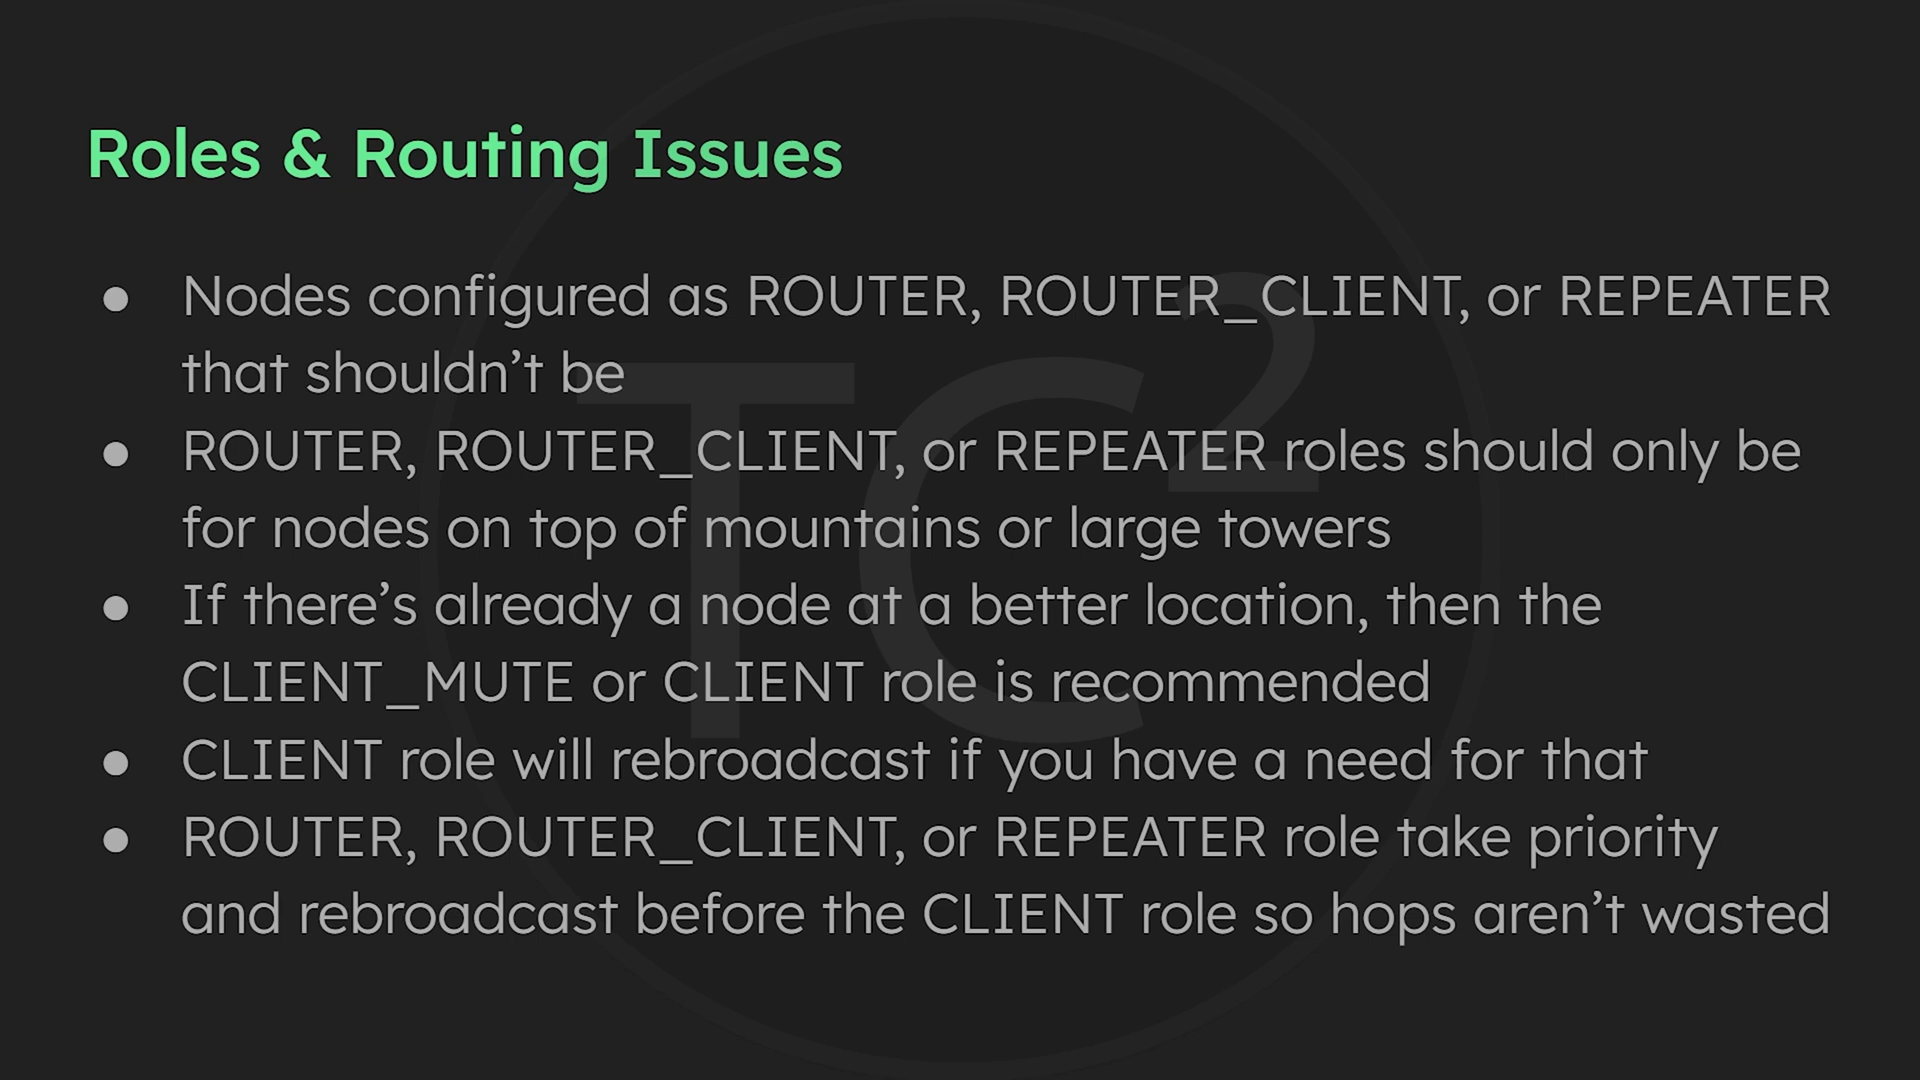 Roles & Routing Issues
● Nodes configured as ROUTER, ROUTER_CLIENT, or REPEATER
that shouldn’t be
● ROUTER, ROUTER_CLIENT, or REPEATER roles should only be
for nodes on top of mountains or large towers
● If there’s already a node at a better location, then the
CLIENT_MUTE or CLIENT role is recommended
● CLIENT role will rebroadcast if you have a need for that
● ROUTER, ROUTER_CLIENT, or REPEATER role take priority
and rebroadcast before the CLIENT role so hops aren’t wasted
TC²